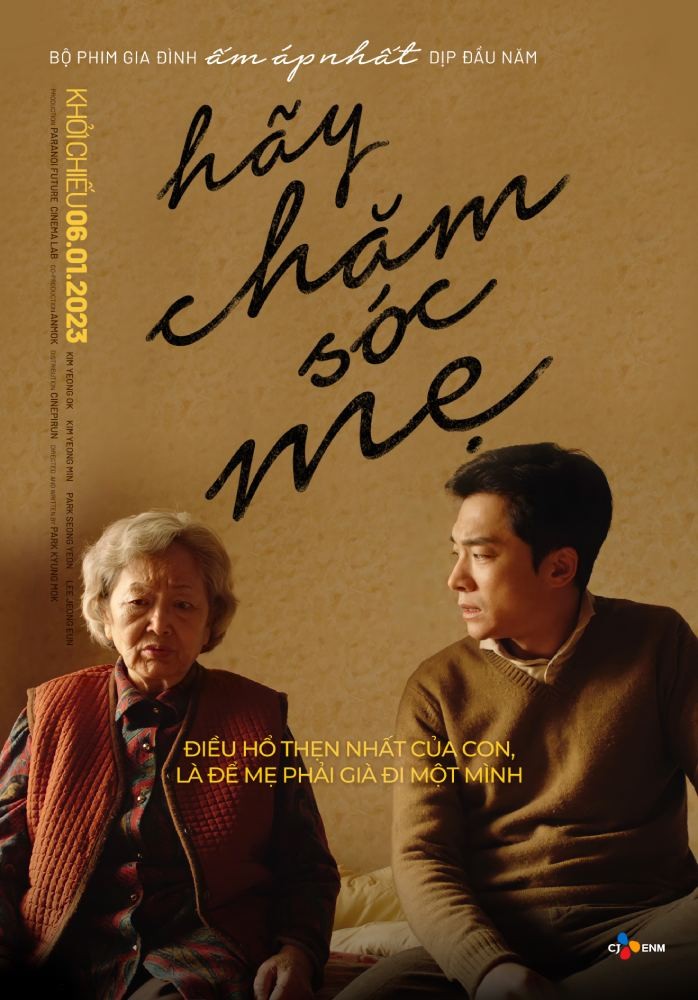 BỘ PHIM GIA ĐÌNH ấm áp nhất DỊP ĐẦU NĂM
hãy
chăm
sóc
mẹ
KHỞI CHIẾU 06.01.2023
KIM YEONG OK KIM YEONG MIN PARK SEONG YEON LEE JEONG EUN
PRODUCTION PARANOI FUTURE CINEMA LAB CO-PRODUCTION ANMOK DISTRIBUTION CINEPIRUN DIRECTED AND WRITTEN BY PARK KYUNG MOK
ĐIỀU HỔ THẸN NHẤT CỦA CON,
LÀ ĐỂ MẸ PHẢI GIÀ ĐI MỘT MÌNH
CJ ENM